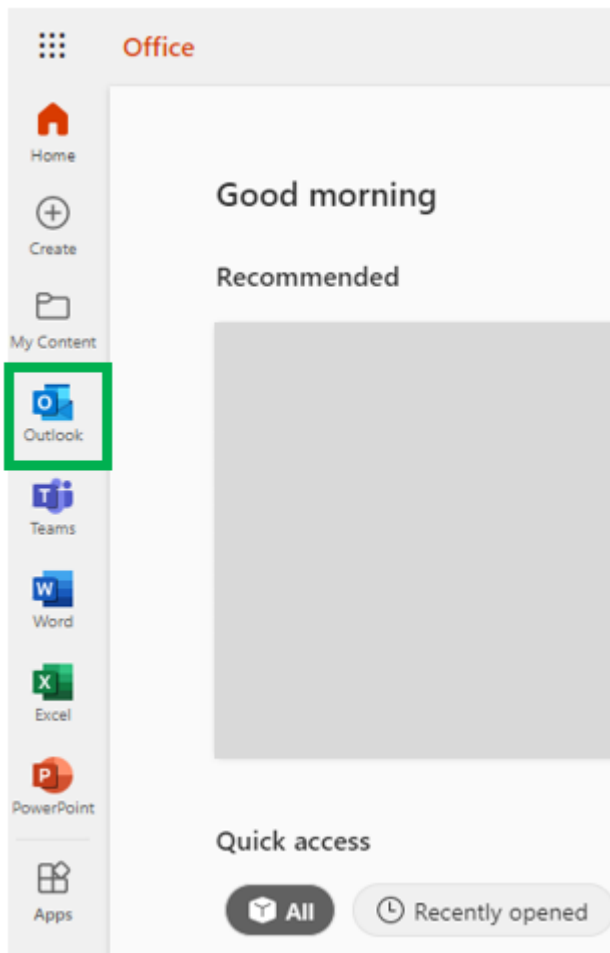 Office
Home
Good morning
Create
Recommended
My Content
O
Outlook
T
Teams
W
Word
X
Excel
P
PowerPoint
Quick access
All
Recently opened
Apps